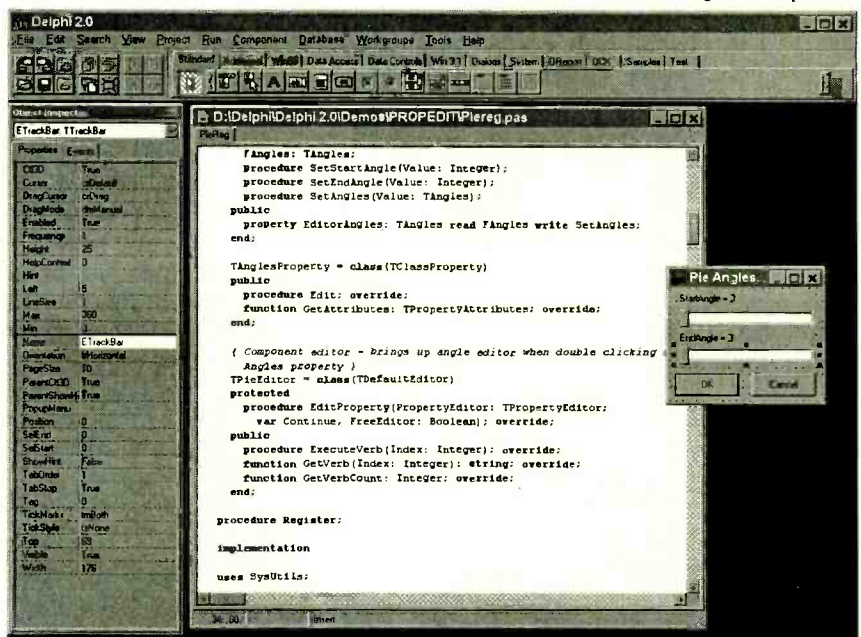 Delphi 2.0
File Edit Search View Project Run Component Database Workgroups Tools Help
Standard Win95 Data Access Data Controls Win 3.1 Dialogs System QReport OCX Samples Test
Object Inspector
ETrackBar: TTrackBar
Properties Events
Ctl3D True
Cursor crDefault
DragCursor crDrag
DragMode dmManual
Enabled True
Frequency 1
Height 25
HelpContext 0
Hint
Left 5
LineSize 1
Max 360
Min
Name ETrackBar
Orientation tbHorizontal
PageSize
ParentCtl3D True
ParentShowHi True
PopupMenu
Position 0
SelEnd 0
SelStart 0
ShowHint False
TabOrder 1
TabStop True
Tag 0
TickMarks tmBoth
TickStyle tsNone
Top 69
Visible True
Width 176
D:\Delphi\Delphi 2.0\Demos\PROPEDIT\Piereg.pas
PieReg
FAngles: TAngles;
procedure SetStartAngle(Value: Integer);
procedure SetEndAngle(Value: Integer);
procedure SetAngles(Value: TAngles);
public
property EditorAngles: TAngles read FAngles write SetAngles;
end;
TAnglesProperty = class(TClassProperty)
public
procedure Edit; override;
function GetAttributes: TPropertyAttributes; override;
end;
{ Component editor - brings up angle editor when double clicking
Angles property }
TPieEditor = class(TDefaultEditor)
protected
procedure EditProperty(PropertyEditor: TPropertyEditor;
var Continue, FreeEditor: Boolean); override;
public
procedure ExecuteVerb(Index: Integer); override;
function GetVerb(Index: Integer): string; override;
function GetVerbCount: Integer; override;
end;
procedure Register;
implementation
uses SysUtils;
Insert
Pie Angles
StartAngle = 3
EndAngle = 3
OK Cancel